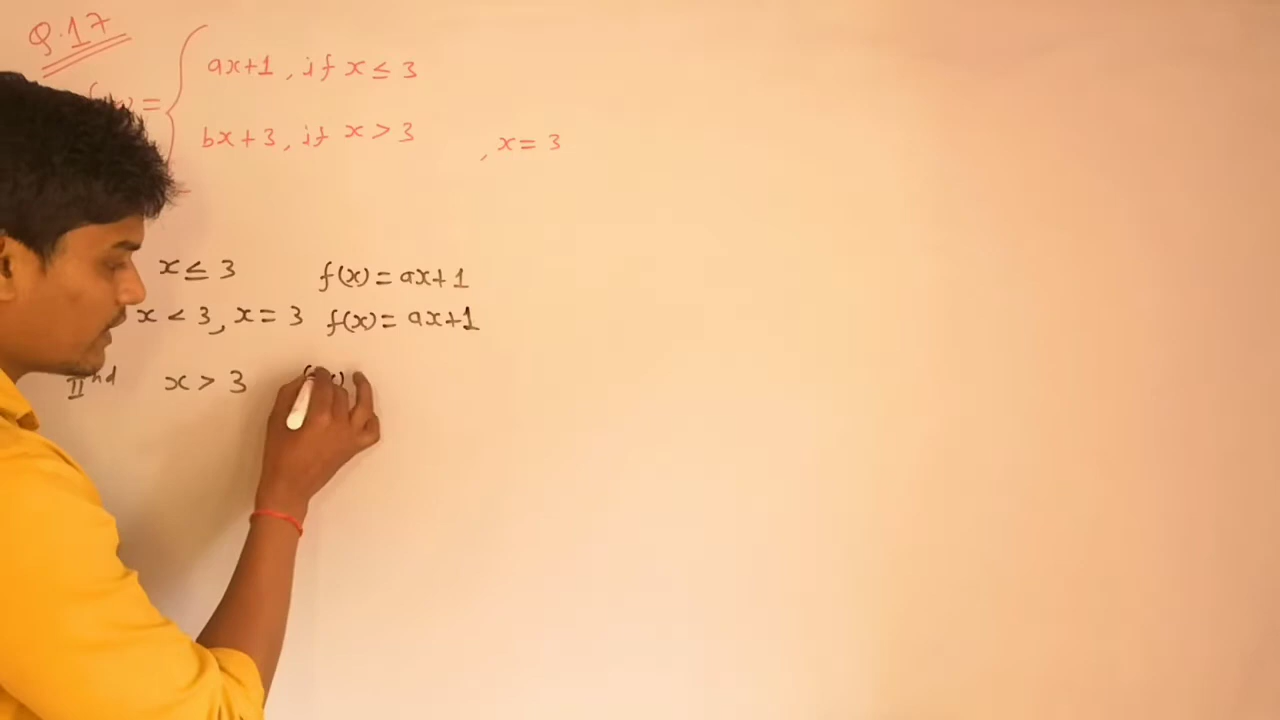 Q.17
= { ax+1, if x ≤ 3
bx+3, if x > 3 , x = 3
x ≤ 3 f(x) = ax+1
x < 3, x = 3 f(x) = ax+1
IInd x > 3